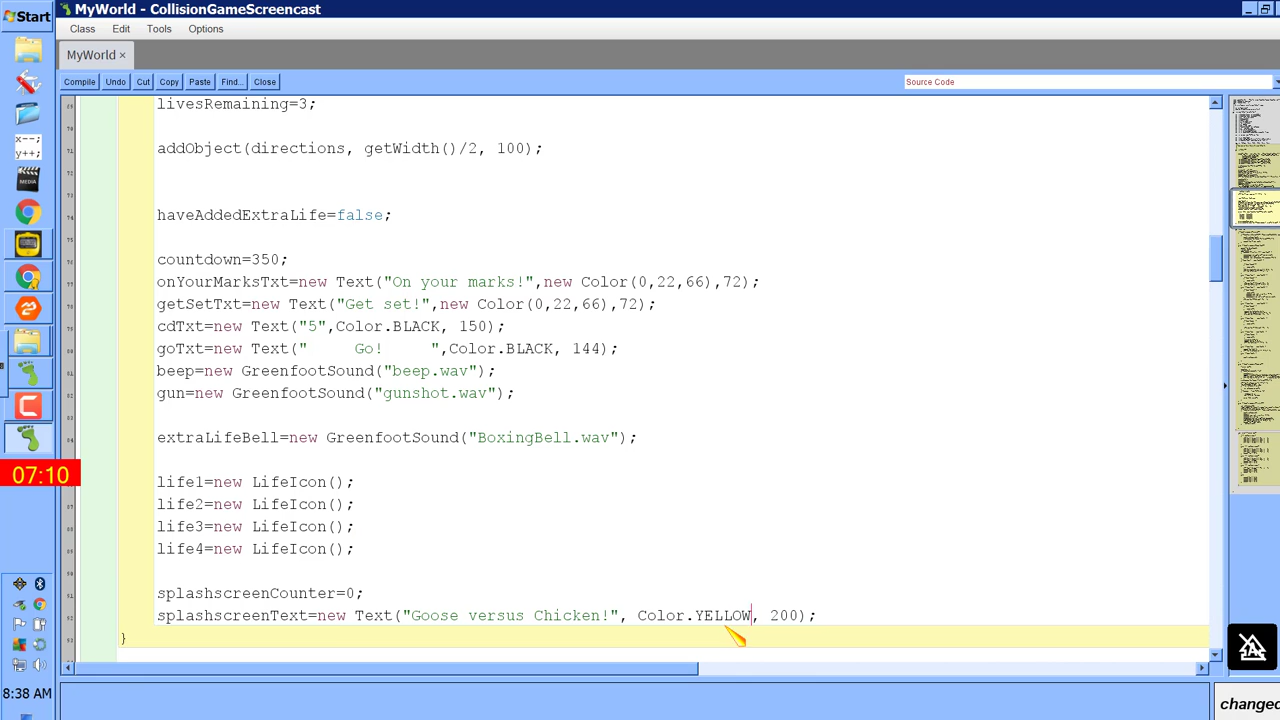 Start
MyWorld - CollisionGameScreencast
Class Edit Tools Options
MyWorld ×
Compile Undo Cut Copy Paste Find... Close
Source Code
livesRemaining=3;
addObject(directions, getWidth()/2, 100);
haveAddedExtraLife=false;
countdown=350;
onYourMarksTxt=new Text("On your marks!",new Color(0,22,66),72);
getSetTxt=new Text("Get set!",new Color(0,22,66),72);
cdTxt=new Text("5",Color.BLACK, 150);
goTxt=new Text("     Go!     ",Color.BLACK, 144);
beep=new GreenfootSound("beep.wav");
gun=new GreenfootSound("gunshot.wav");
extraLifeBell=new GreenfootSound("BoxingBell.wav");
life1=new LifeIcon();
life2=new LifeIcon();
life3=new LifeIcon();
life4=new LifeIcon();
splashscreenCounter=0;
splashscreenText=new Text("Goose versus Chicken!", Color.YELLOW, 200);
}
x--;
y++;
MEDIA
07:10
8:38 AM
changed